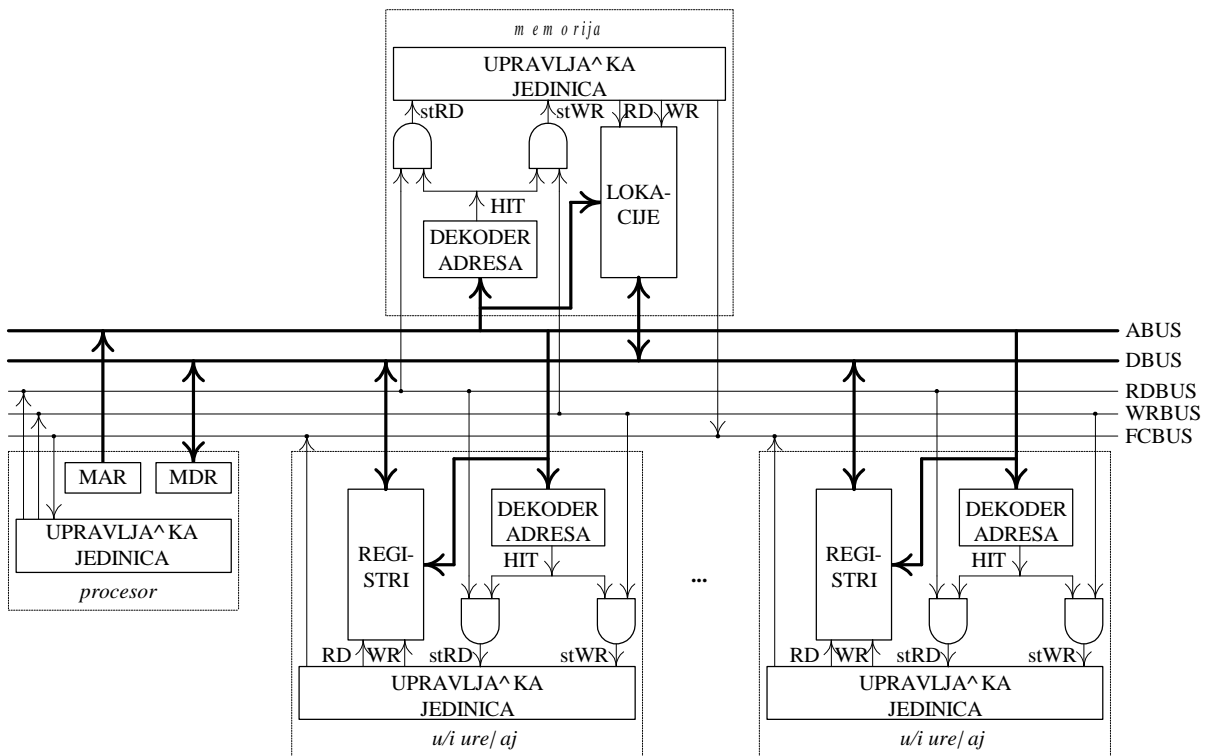 memorija
UPRAVLJA^ KA
JEDINICA
stRD
stWR
RD
WR
HIT
LOKA-
CIJE
DEKODER
ADRESA
ABUS
DBUS
RDBUS
WRBUS
FCBUS
MAR
MDR
UPRAVLJA^ KA
JEDINICA
procesor
REGI-
STRI
DEKODER
ADRESA
HIT
RD
WR
stRD
stWR
UPRAVLJA^ KA
JEDINICA
u/i ure| aj
...
REGI-
STRI
DEKODER
ADRESA
HIT
RD
WR
stRD
stWR
UPRAVLJA^ KA
JEDINICA
u/i ure| aj